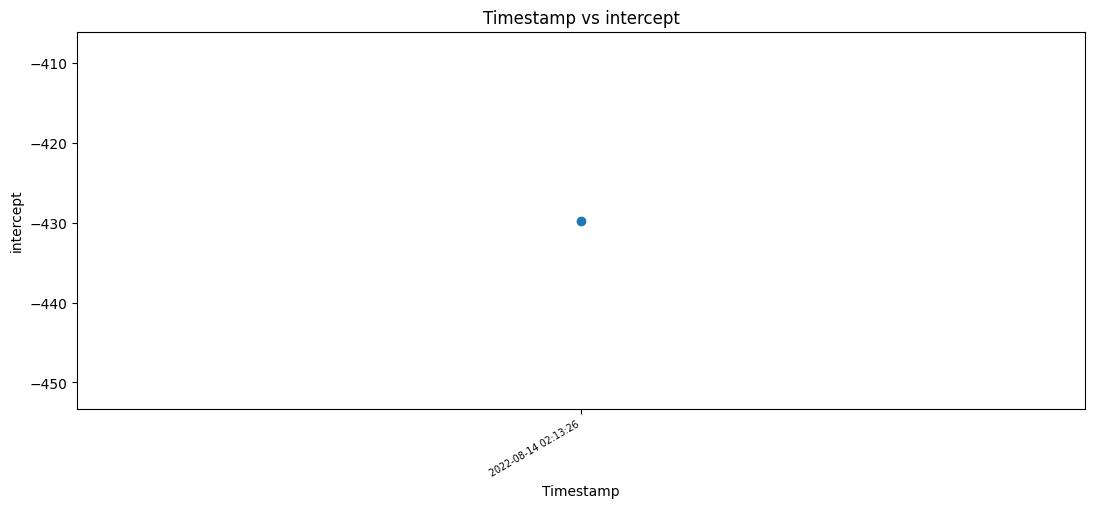 Timestamp vs intercept
−410
−420
−430
−440
−450
intercept
2022-08-14 02:13:26
Timestamp